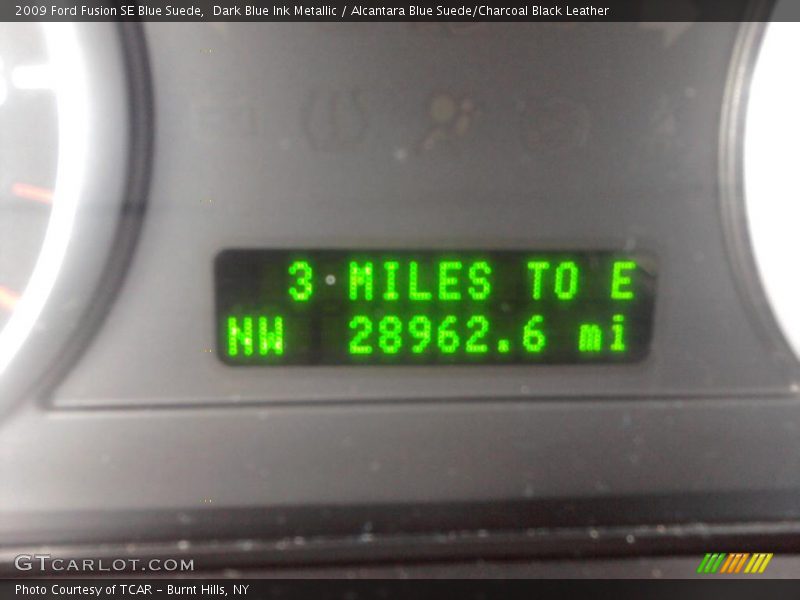 2009 Ford Fusion SE Blue Suede,  Dark Blue Ink Metallic / Alcantara Blue Suede/Charcoal Black Leather
3 MILES TO E
NW 28962.6 mi
GTCARLOT.COM
Photo Courtesy of TCAR - Burnt Hills, NY